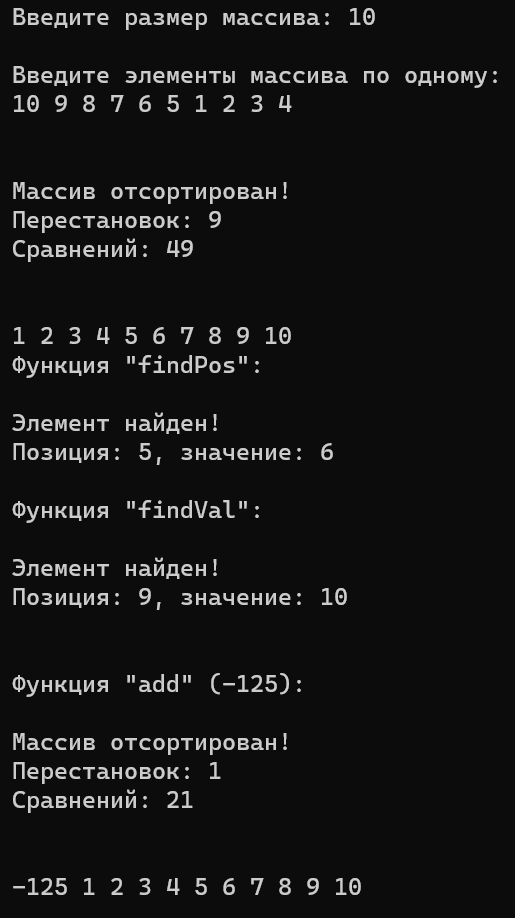 Введите размер массива: 10
Введите элементы массива по одному:
10 9 8 7 6 5 1 2 3 4
Массив отсортирован!
Перестановок: 9
Сравнений: 49
1 2 3 4 5 6 7 8 9 10
Функция "findPos":
Элемент найден!
Позиция: 5, значение: 6
Функция "findVal":
Элемент найден!
Позиция: 9, значение: 10
Функция "add" (-125):
Массив отсортирован!
Перестановок: 1
Сравнений: 21
-125 1 2 3 4 5 6 7 8 9 10